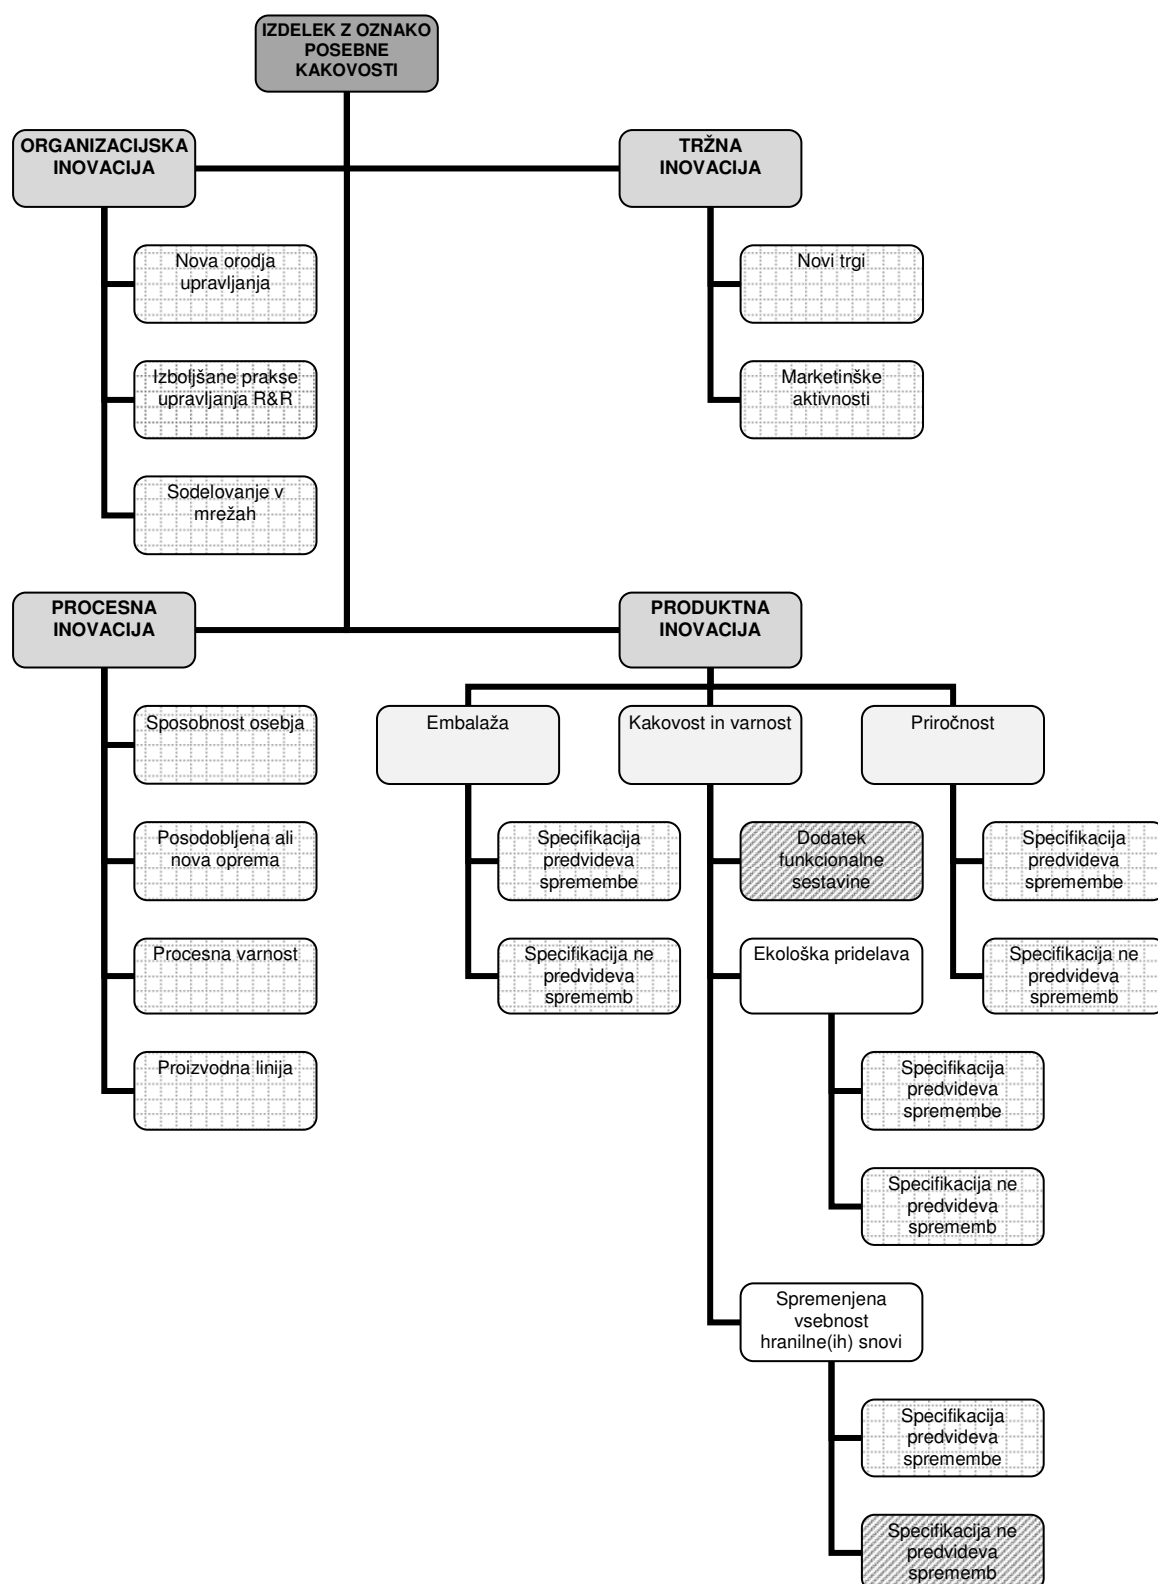 IZDELEK Z OZNAKO
POSEBNE
KAKOVOSTI
ORGANIZACIJSKA
INOVACIJA
TRŽNA
INOVACIJA
Nova orodja
upravljanja
Izboljšane prakse
upravljanja R&R
Sodelovanje v
mrežah
Novi trgi
Marketinške
aktivnosti
PROCESNA
INOVACIJA
PRODUKTNA
INOVACIJA
Sposobnost osebja
Posodobljena ali
nova oprema
Procesna varnost
Proizvodna linija
Embalaža
Kakovost in varnost
Priročnost
Specifikacija
predvideva
spremembe
Specifikacija ne
predvideva
sprememb
Dodatek
funkcionalne
sestavine
Ekološka pridelava
Specifikacija
predvideva
spremembe
Specifikacija ne
predvideva
sprememb
Specifikacija
predvideva
spremembe
Specifikacija ne
predvideva
sprememb
Spremenjena
vsebnost
hranilne(ih) snovi
Specifikacija
predvideva
spremembe
Specifikacija ne
predvideva
sprememb